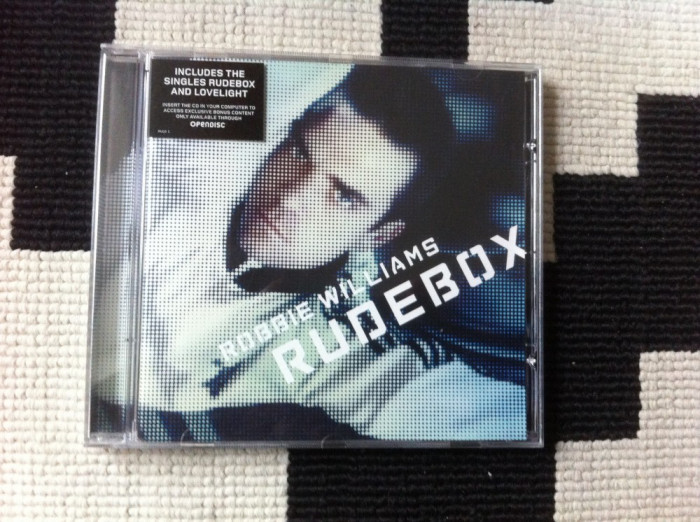 INCLUDES THE
SINGLES RUDEBOX
AND LOVELIGHT
INSERT THE CD IN YOUR COMPUTER TO
ACCESS EXCLUSIVE BONUS CONTENT
ONLY AVAILABLE THROUGH
OPENDISC
ROBBIE WILLIAMS
RUDEBOX